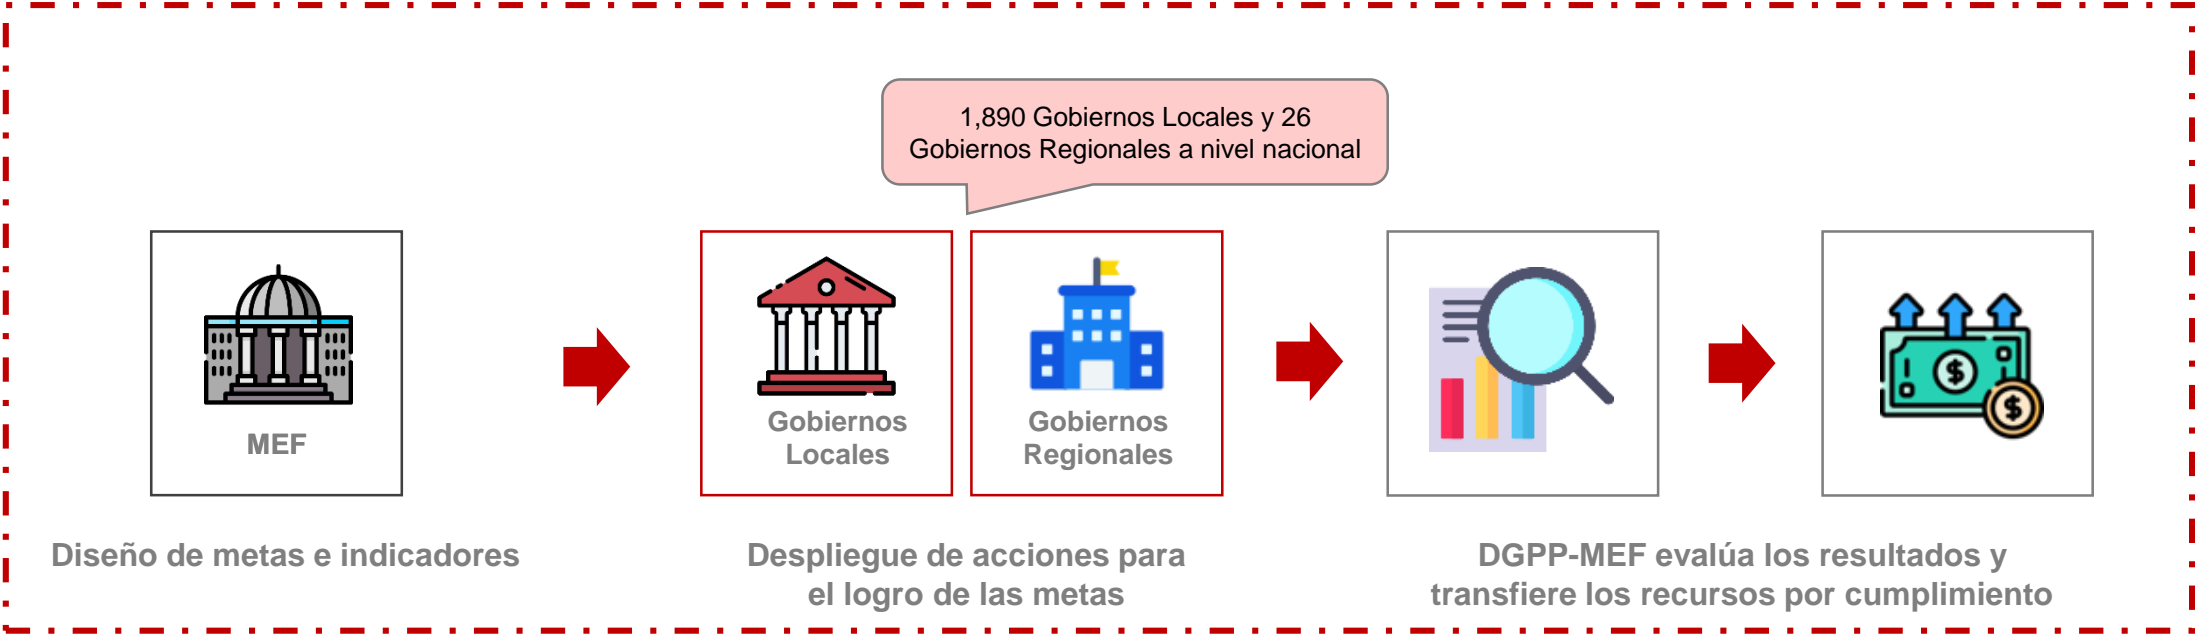 1,890 Gobiernos Locales y 26
Gobiernos Regionales a nivel nacional
MEF
Gobiernos
Locales
Gobiernos
Regionales
Diseño de metas e indicadores
Despliegue de acciones para
el logro de las metas
DGPP-MEF evalúa los resultados y
transfiere los recursos por cumplimiento